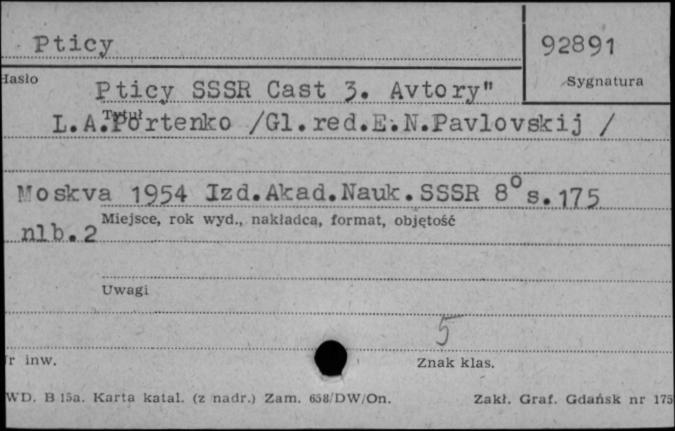 Pticy
92891
Hasło
Sygnatura
Pticy SSSR Cast 3. Avtory"
Tytuł
L.A.Portenko /Gl.red.E.N.Pavlovskij /
Moskva 1954 Izd.Akad.Nauk.SSSR 8° s.175
Miejsce, rok wyd., nakładca, format, objętość
nlb.2
Uwagi
5
r inw.
Znak klas.
WD. B 15a. Karta katal. (z nadr.) Zam. 658/DW/On.
Zakł. Graf. Gdańsk nr 175